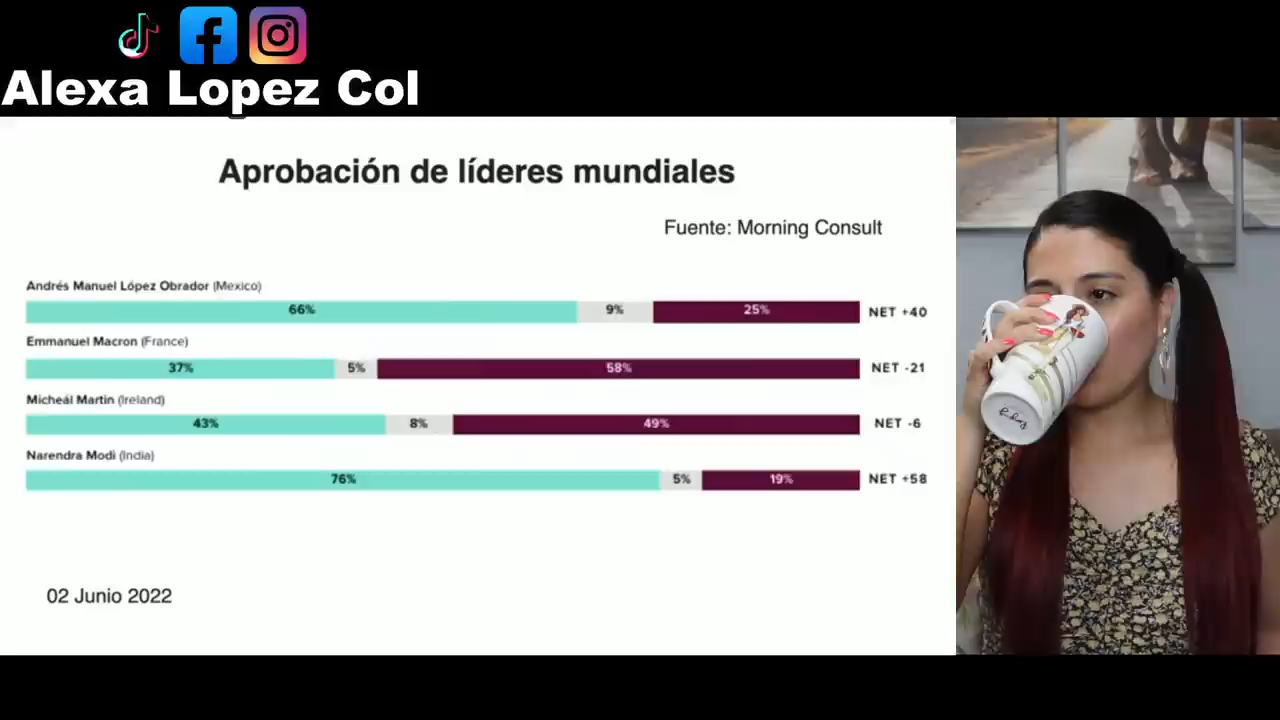 Alexa Lopez Col
Aprobación de líderes mundiales
Fuente: Morning Consult
Andrés Manuel López Obrador (Mexico)
66% 9% 25% NET +40
Emmanuel Macron (France)
37% 5% 58% NET -21
Micheál Martin (Ireland)
43% 8% 49% NET -6
Narendra Modi (India)
76% 5% 19% NET +58
02 Junio 2022